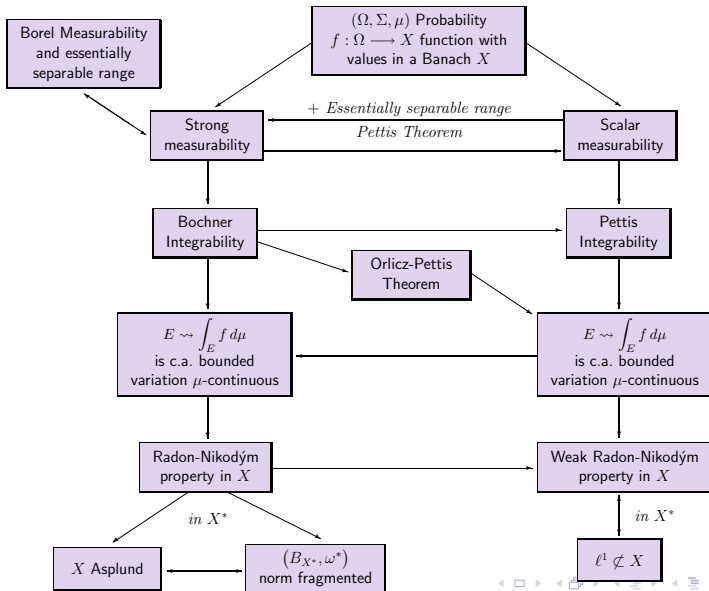 Borel Measurability
and essentially
separable range
(Ω, Σ, μ) Probability
f : Ω ⟶ X function with
values in a Banach X
+ Essentially separable range
Pettis Theorem
Strong
measurability
Scalar
measurability
Bochner
Integrability
Pettis
Integrability
Orlicz-Pettis
Theorem
E ⇝ ∫_E f dμ
is c.a. bounded
variation μ-continuous
E ⇝ ∫_E f dμ
is c.a. bounded
variation μ-continuous
Radon-Nikodým
property in X
Weak Radon-Nikodým
property in X
in X*
in X*
X Asplund
(B_{X*}, ω*)
norm fragmented
ℓ¹ ⊄ X